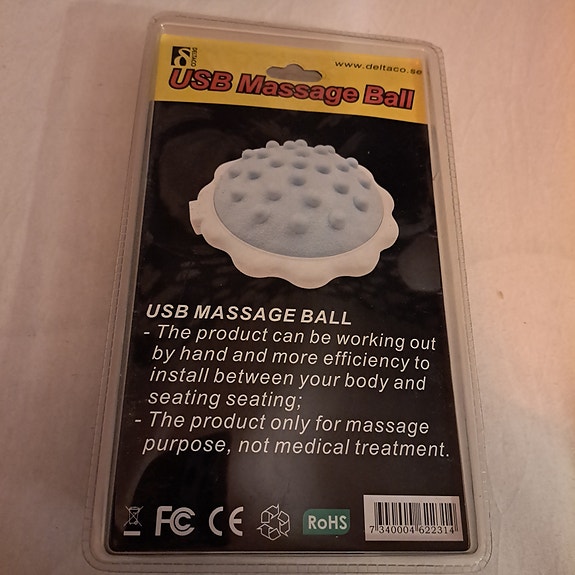 DELTACO
www.deltaco.se
USB Massage Ball
USB MASSAGE BALL
- The product can be working out
by hand and more efficiency to
install between your body and
seating seating;
- The product only for massage
purpose, not medical treatment.
FC CE RoHS
7 340004 622314